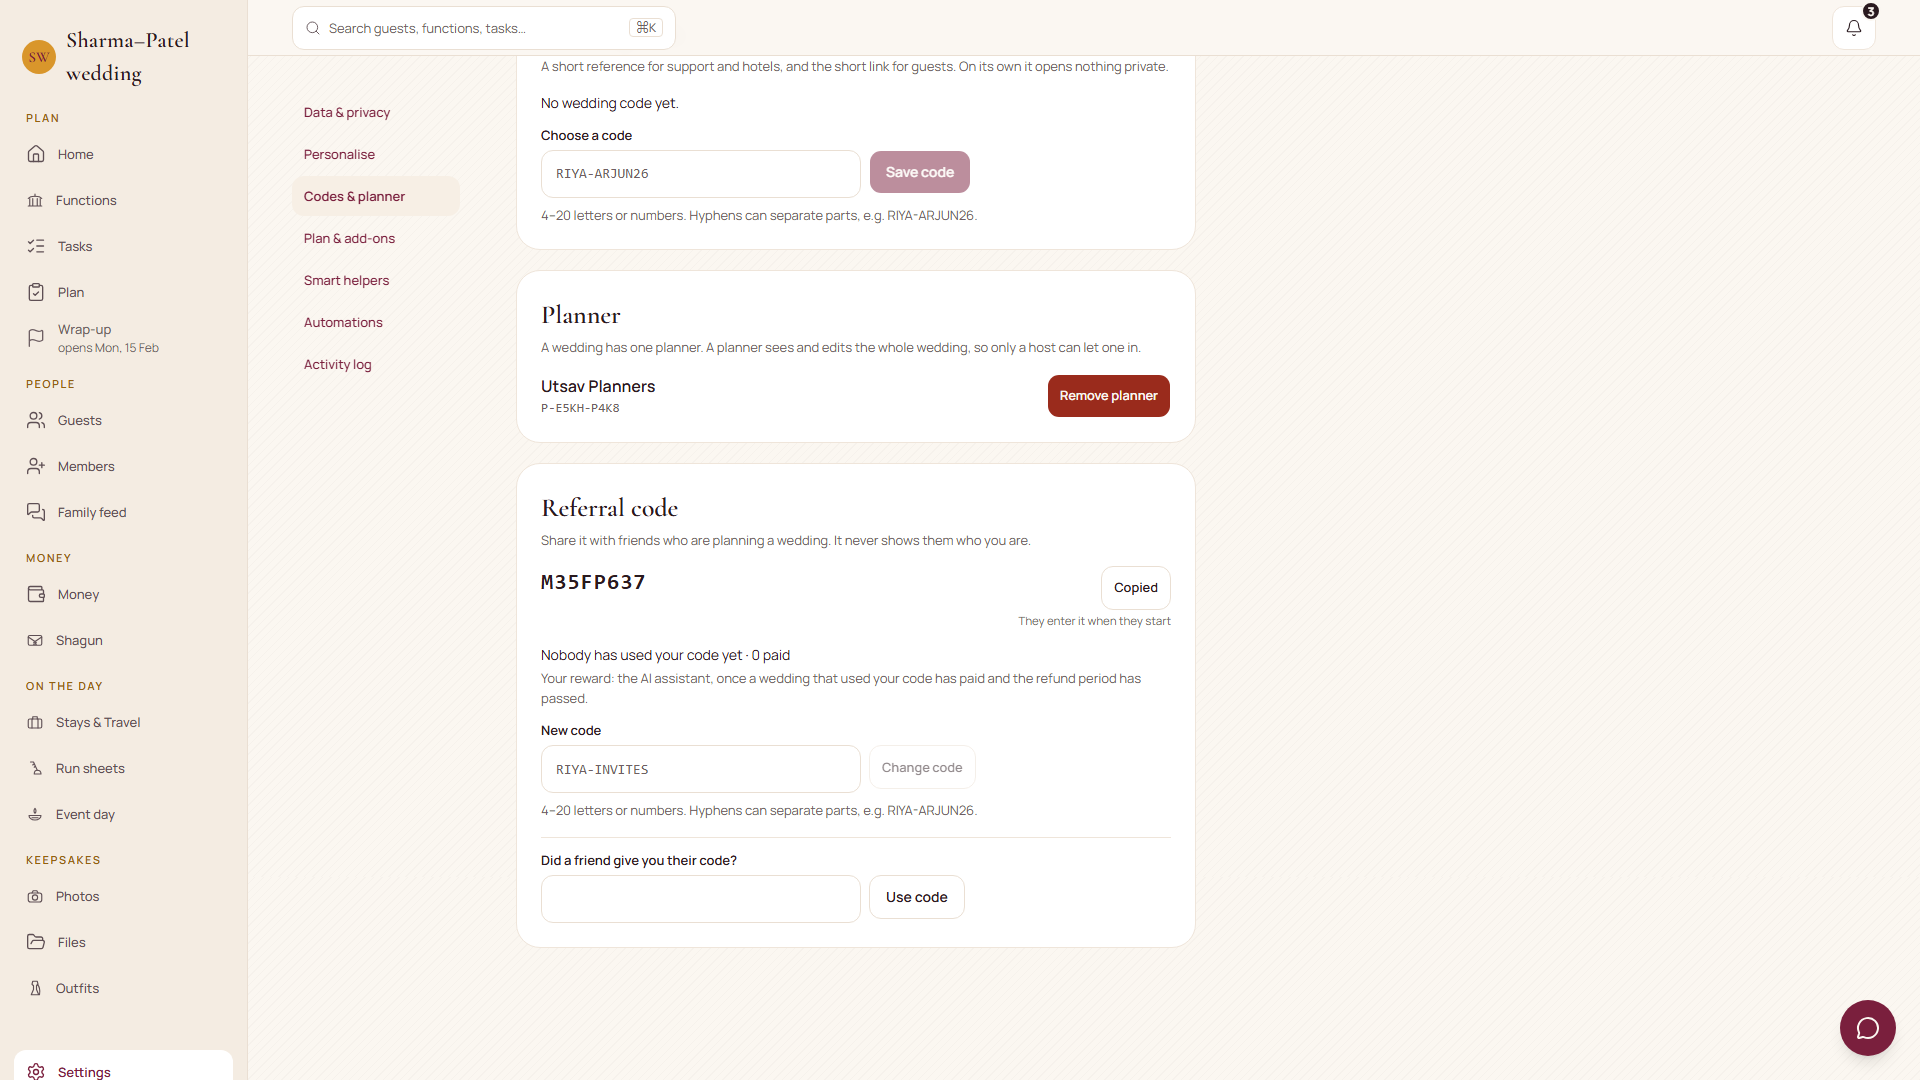 SW
Sharma–Patel
wedding
PLAN
Home
Functions
Tasks
Plan
Wrap-up
opens Mon, 15 Feb
PEOPLE
Guests
Members
Family feed
MONEY
Money
Shagun
ON THE DAY
Stays & Travel
Run sheets
Event day
KEEPSAKES
Photos
Files
Outfits
Settings
Search guests, functions, tasks...
⌘K
3
Data & privacy
Personalise
Codes & planner
Plan & add-ons
Smart helpers
Automations
Activity log
A short reference for support and hotels, and the short link for guests. On its own it opens nothing private.
No wedding code yet.
Choose a code
RIYA-ARJUN26
Save code
4–20 letters or numbers. Hyphens can separate parts, e.g. RIYA-ARJUN26.
Planner
A wedding has one planner. A planner sees and edits the whole wedding, so only a host can let one in.
Utsav Planners
P-E5KH-P4K8
Remove planner
Referral code
Share it with friends who are planning a wedding. It never shows them who you are.
M35FP637
Copied
They enter it when they start
Nobody has used your code yet · 0 paid
Your reward: the AI assistant, once a wedding that used your code has paid and the refund period has
passed.
New code
RIYA-INVITES
Change code
4–20 letters or numbers. Hyphens can separate parts, e.g. RIYA-ARJUN26.
Did a friend give you their code?
Use code